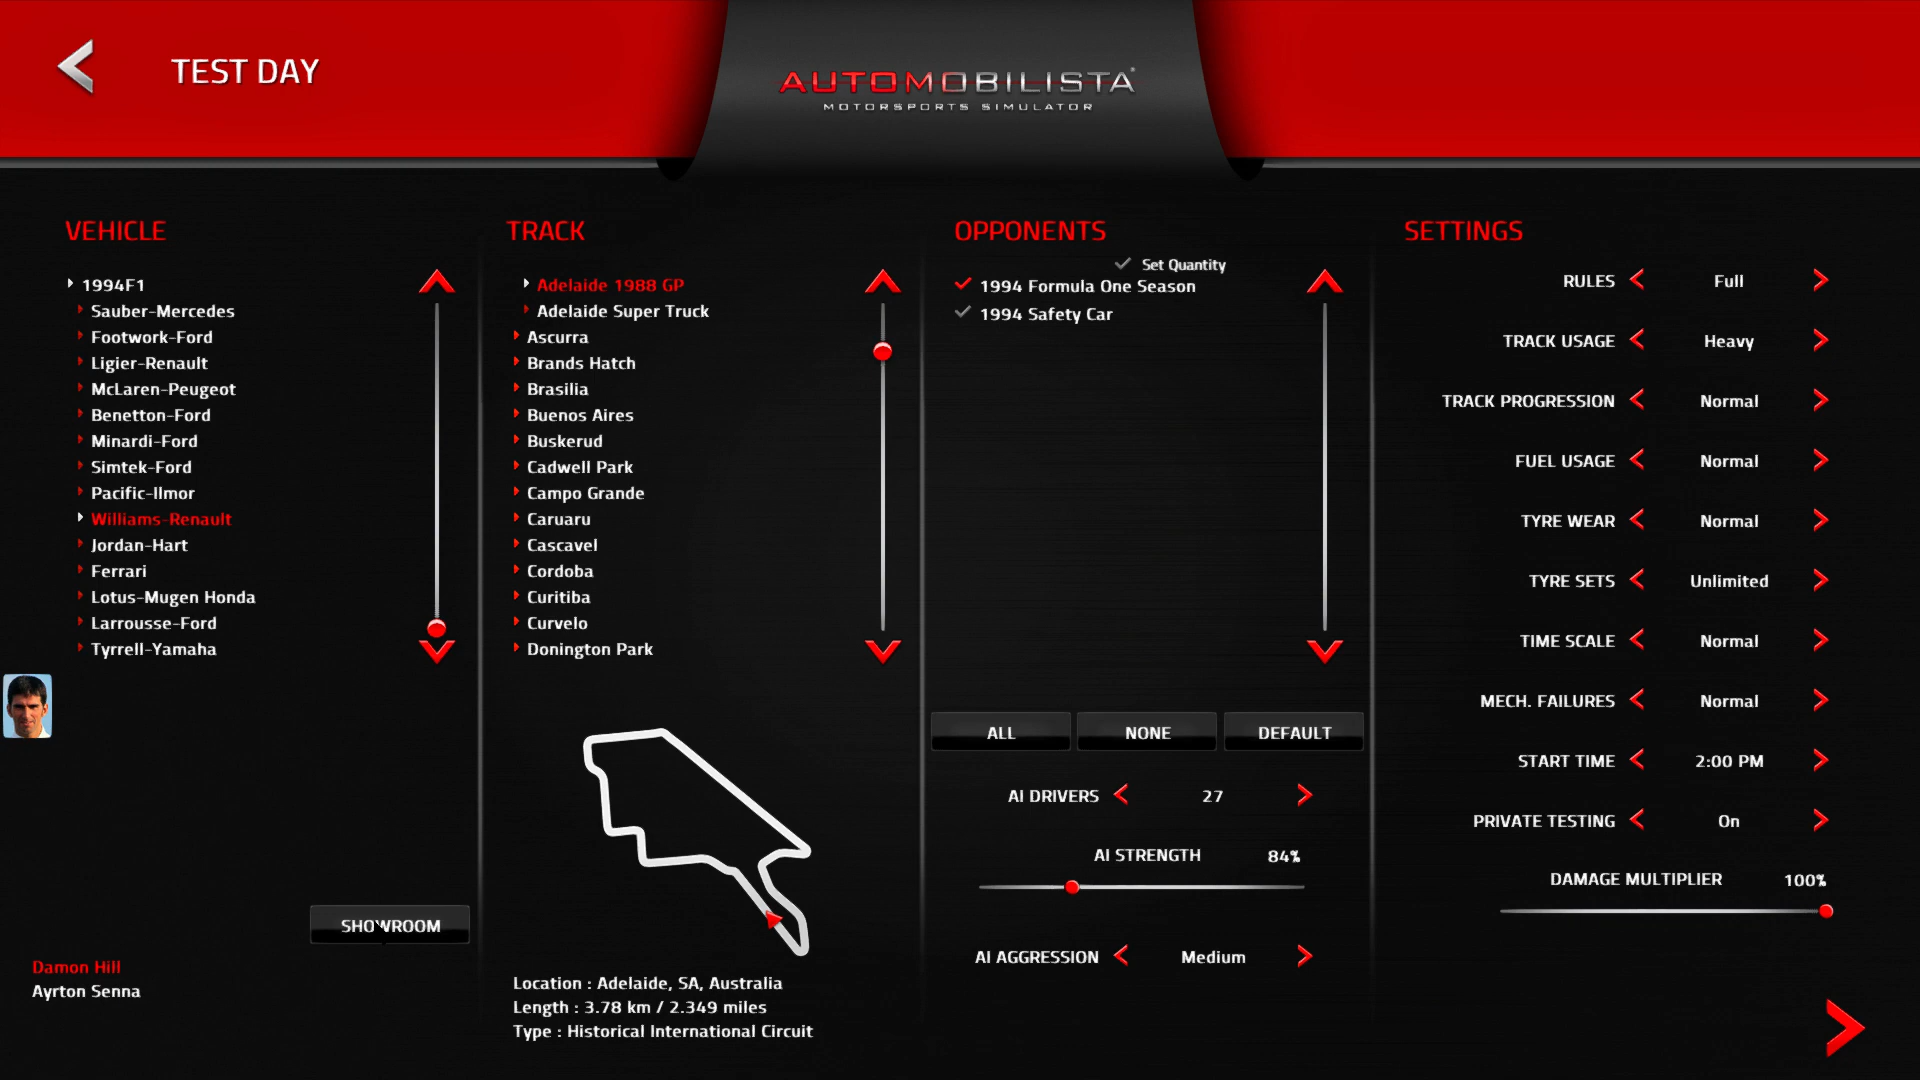 TEST DAY
AUTOMOBILISTA
MOTORSPORTS SIMULATOR
VEHICLE
1994F1
Sauber-Mercedes
Footwork-Ford
Ligier-Renault
McLaren-Peugeot
Benetton-Ford
Minardi-Ford
Simtek-Ford
Pacific-Ilmor
Williams-Renault
Jordan-Hart
Ferrari
Lotus-Mugen Honda
Larrousse-Ford
Tyrrell-Yamaha
SHOWROOM
Damon Hill
Ayrton Senna
TRACK
Adelaide 1988 GP
Adelaide Super Truck
Ascurra
Brands Hatch
Brasilia
Buenos Aires
Buskerud
Cadwell Park
Campo Grande
Caruaru
Cascavel
Cordoba
Curitiba
Curvelo
Donington Park
Location : Adelaide, SA, Australia
Length : 3.78 km / 2.349 miles
Type : Historical International Circuit
OPPONENTS
Set Quantity
1994 Formula One Season
1994 Safety Car
ALL NONE DEFAULT
AI DRIVERS 27
AI STRENGTH 84%
AI AGGRESSION Medium
SETTINGS
RULES Full
TRACK USAGE Heavy
TRACK PROGRESSION Normal
FUEL USAGE Normal
TYRE WEAR Normal
TYRE SETS Unlimited
TIME SCALE Normal
MECH. FAILURES Normal
START TIME 2:00 PM
PRIVATE TESTING On
DAMAGE MULTIPLIER 100%